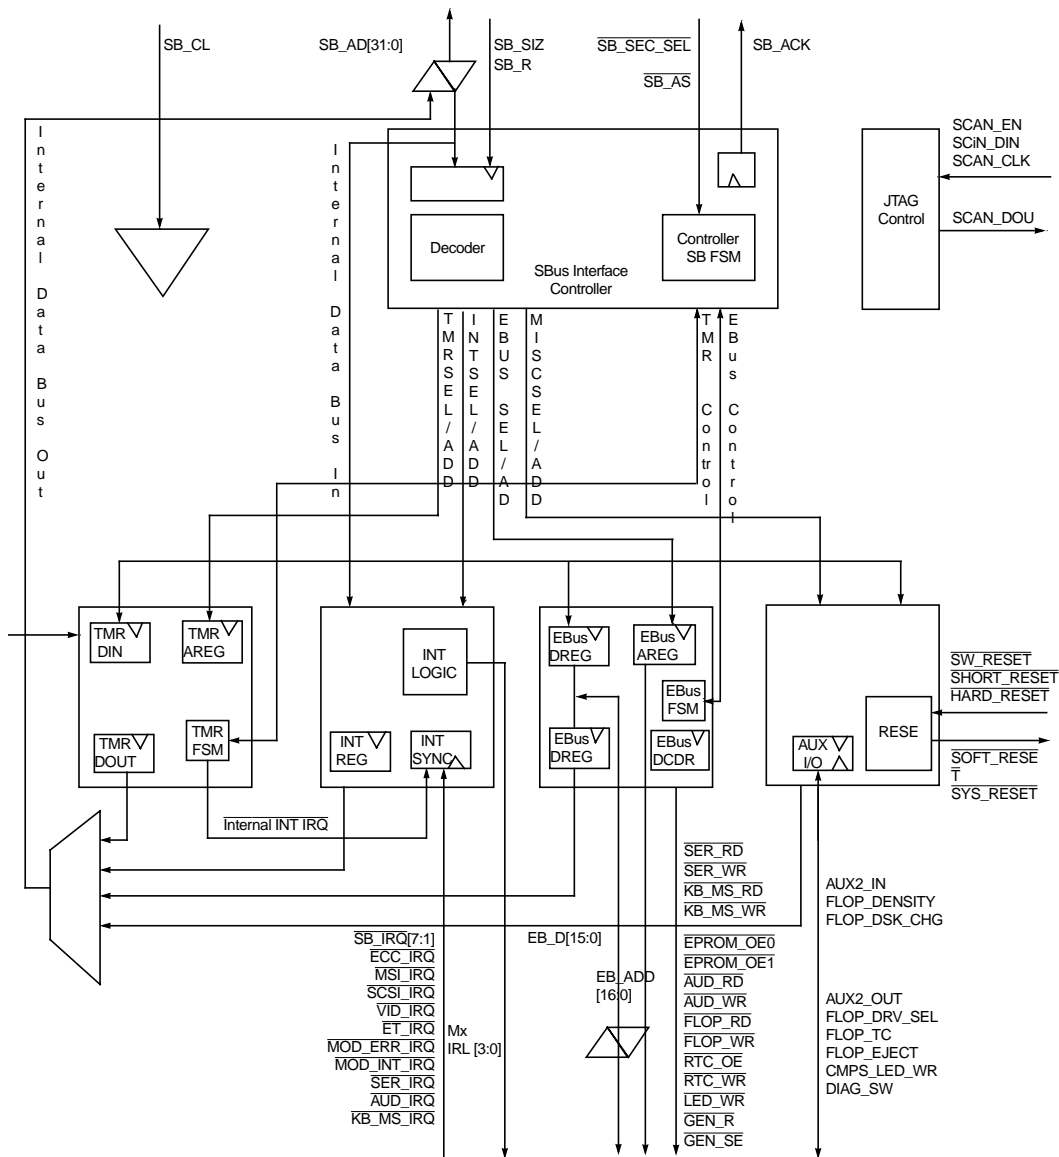 SB_CL
SB_AD[31:0]
SB_SIZ
SB_R
SB_SEC_SEL
SB_AS
SB_ACK
SCAN_EN
SCiN_DIN
SCAN_CLK
JTAG
Control
SCAN_DOU
Internal Data Bus Out
Internal Data Bus In
Decoder
Controller
SB FSM
SBus Interface
Controller
TMRSEL/ADD
INTSEL/ADD
EBUS SEL/AD
MISCSEL/ADD
TMR Control
EBus Control
TMR
DIN
TMR
AREG
TMR
DOUT
TMR
FSM
INT
LOGIC
INT
REG
INT
SYNC
EBus
DREG
EBus
AREG
EBus
FSM
EBus
DREG
EBus
DCDR
AUX
I/O
RESE
SW_RESET
SHORT_RESET
HARD_RESET
SOFT_RESE
T
SYS_RESET
Internal INT IRQ
SB_IRQ[7:1]
ECC_IRQ
MSI_IRQ
SCSI_IRQ
VID_IRQ
ET_IRQ
MOD_ERR_IRQ
MOD_INT_IRQ
SER_IRQ
AUD_IRQ
KB_MS_IRQ
Mx
IRL [3:0]
EB_D[15:0]
EB_ADD
[16:0]
SER_RD
SER_WR
KB_MS_RD
KB_MS_WR
EPROM_OE0
EPROM_OE1
AUD_RD
AUD_WR
FLOP_RD
FLOP_WR
RTC_OE
RTC_WR
LED_WR
GEN_R
GEN_SE
AUX2_IN
FLOP_DENSITY
FLOP_DSK_CHG
AUX2_OUT
FLOP_DRV_SEL
FLOP_TC
FLOP_EJECT
CMPS_LED_WR
DIAG_SW